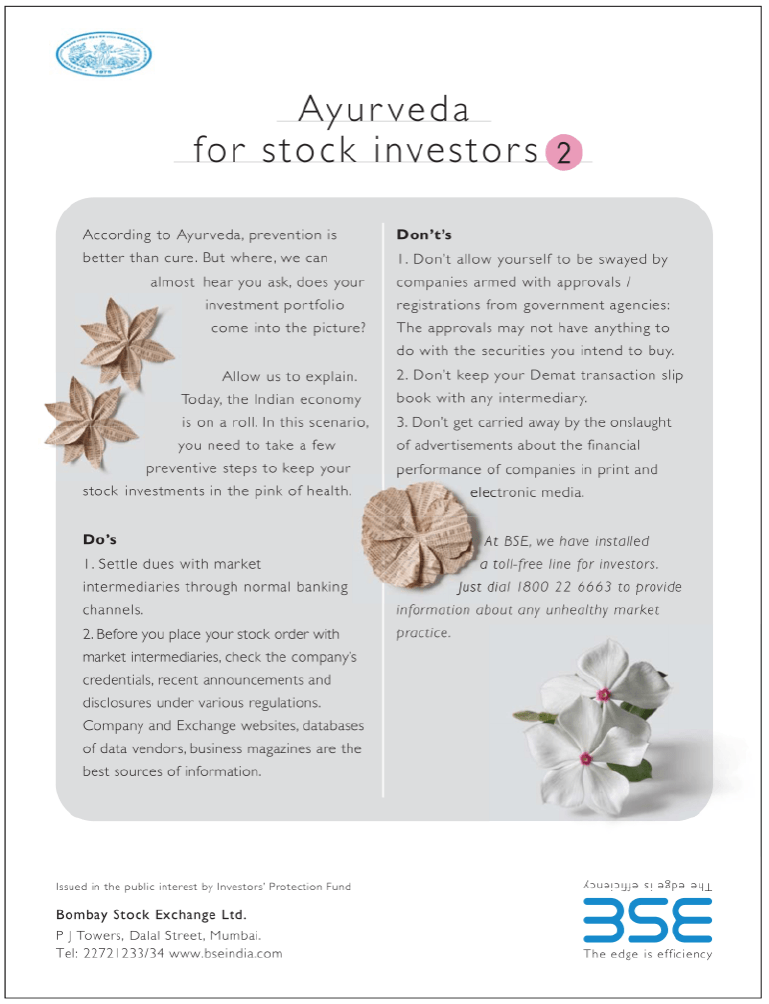 1875
Ayurveda
for stock investors 2
According to Ayurveda, prevention is
better than cure. But where, we can
almost hear you ask, does your
investment portfolio
come into the picture?
Allow us to explain.
Today, the Indian economy
is on a roll. In this scenario,
you need to take a few
preventive steps to keep your
stock investments in the pink of health.
Do's
1. Settle dues with market
intermediaries through normal banking
channels.
2. Before you place your stock order with
market intermediaries, check the company's
credentials, recent announcements and
disclosures under various regulations.
Company and Exchange websites, databases
of data vendors, business magazines are the
best sources of information.
Don't's
1. Don't allow yourself to be swayed by
companies armed with approvals /
registrations from government agencies:
The approvals may not have anything to
do with the securities you intend to buy.
2. Don't keep your Demat transaction slip
book with any intermediary.
3. Don't get carried away by the onslaught
of advertisements about the financial
performance of companies in print and
electronic media.
At BSE, we have installed
a toll-free line for investors.
Just dial 1800 22 6663 to provide
information about any unhealthy market
practice.
Issued in the public interest by Investors' Protection Fund
Bombay Stock Exchange Ltd.
P J Towers, Dalal Street, Mumbai.
Tel: 22721233/34 www.bseindia.com
The edge is efficiency
BSE
The edge is efficiency